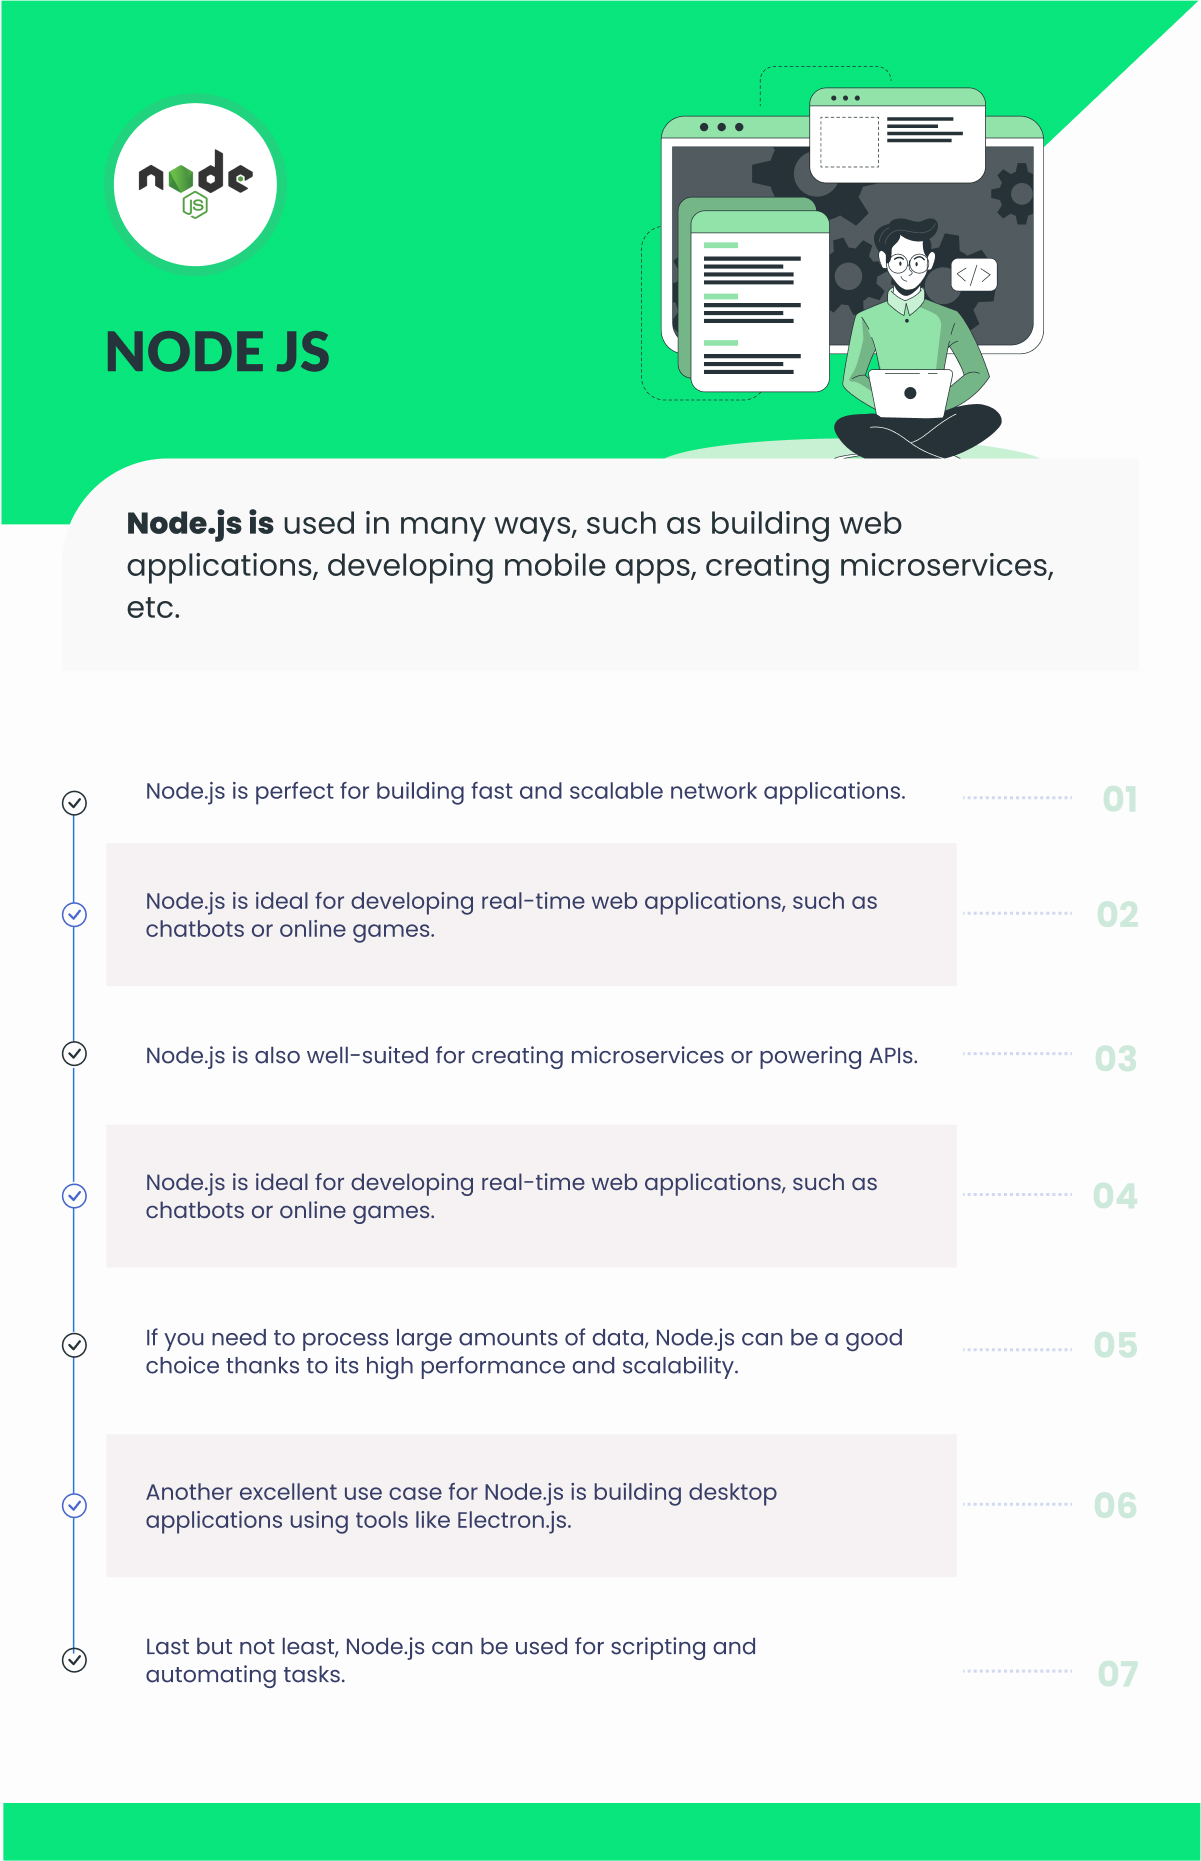 node
JS
NODE JS
</>
Node.js is used in many ways, such as building web
applications, developing mobile apps, creating microservices,
etc.
Node.js is perfect for building fast and scalable network applications.
01
Node.js is ideal for developing real-time web applications, such as
chatbots or online games.
02
Node.js is also well-suited for creating microservices or powering APIs.
03
Node.js is ideal for developing real-time web applications, such as
chatbots or online games.
04
If you need to process large amounts of data, Node.js can be a good
choice thanks to its high performance and scalability.
05
Another excellent use case for Node.js is building desktop
applications using tools like Electron.js.
06
Last but not least, Node.js can be used for scripting and
automating tasks.
07